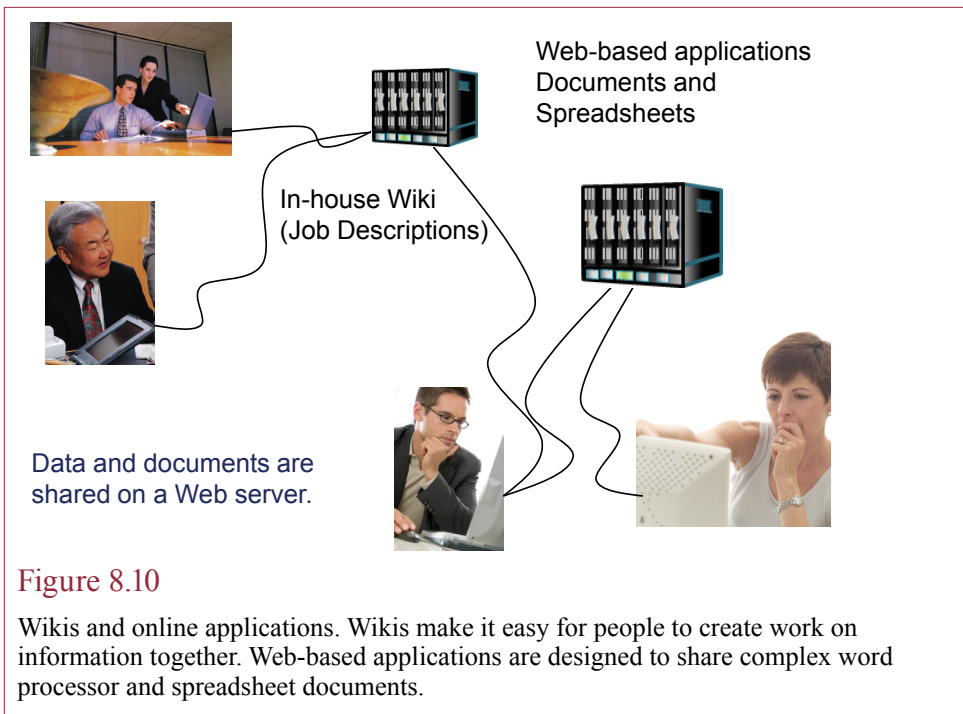 Web-based applications
Documents and
Spreadsheets
In-house Wiki
(Job Descriptions)
Data and documents are
shared on a Web server.
Figure 8.10
Wikis and online applications. Wikis make it easy for people to create work on
information together. Web-based applications are designed to share complex word
processor and spreadsheet documents.